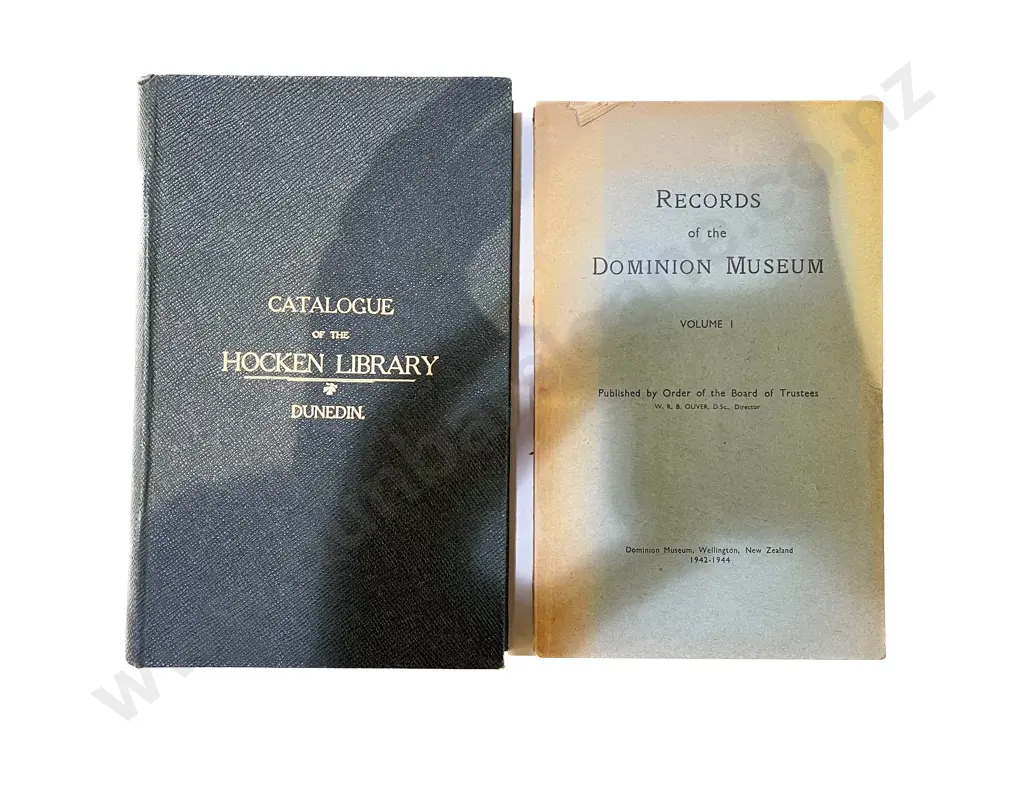 CATALOGUE
OF THE
HOCKEN LIBRARY
DUNEDIN.
RECORDS
of the
DOMINION MUSEUM
VOLUME I
Published by Order of the Board of Trustees
W. R. B. OLIVER, D.Sc., Director
Dominion Museum, Wellington, New Zealand
1942-1944